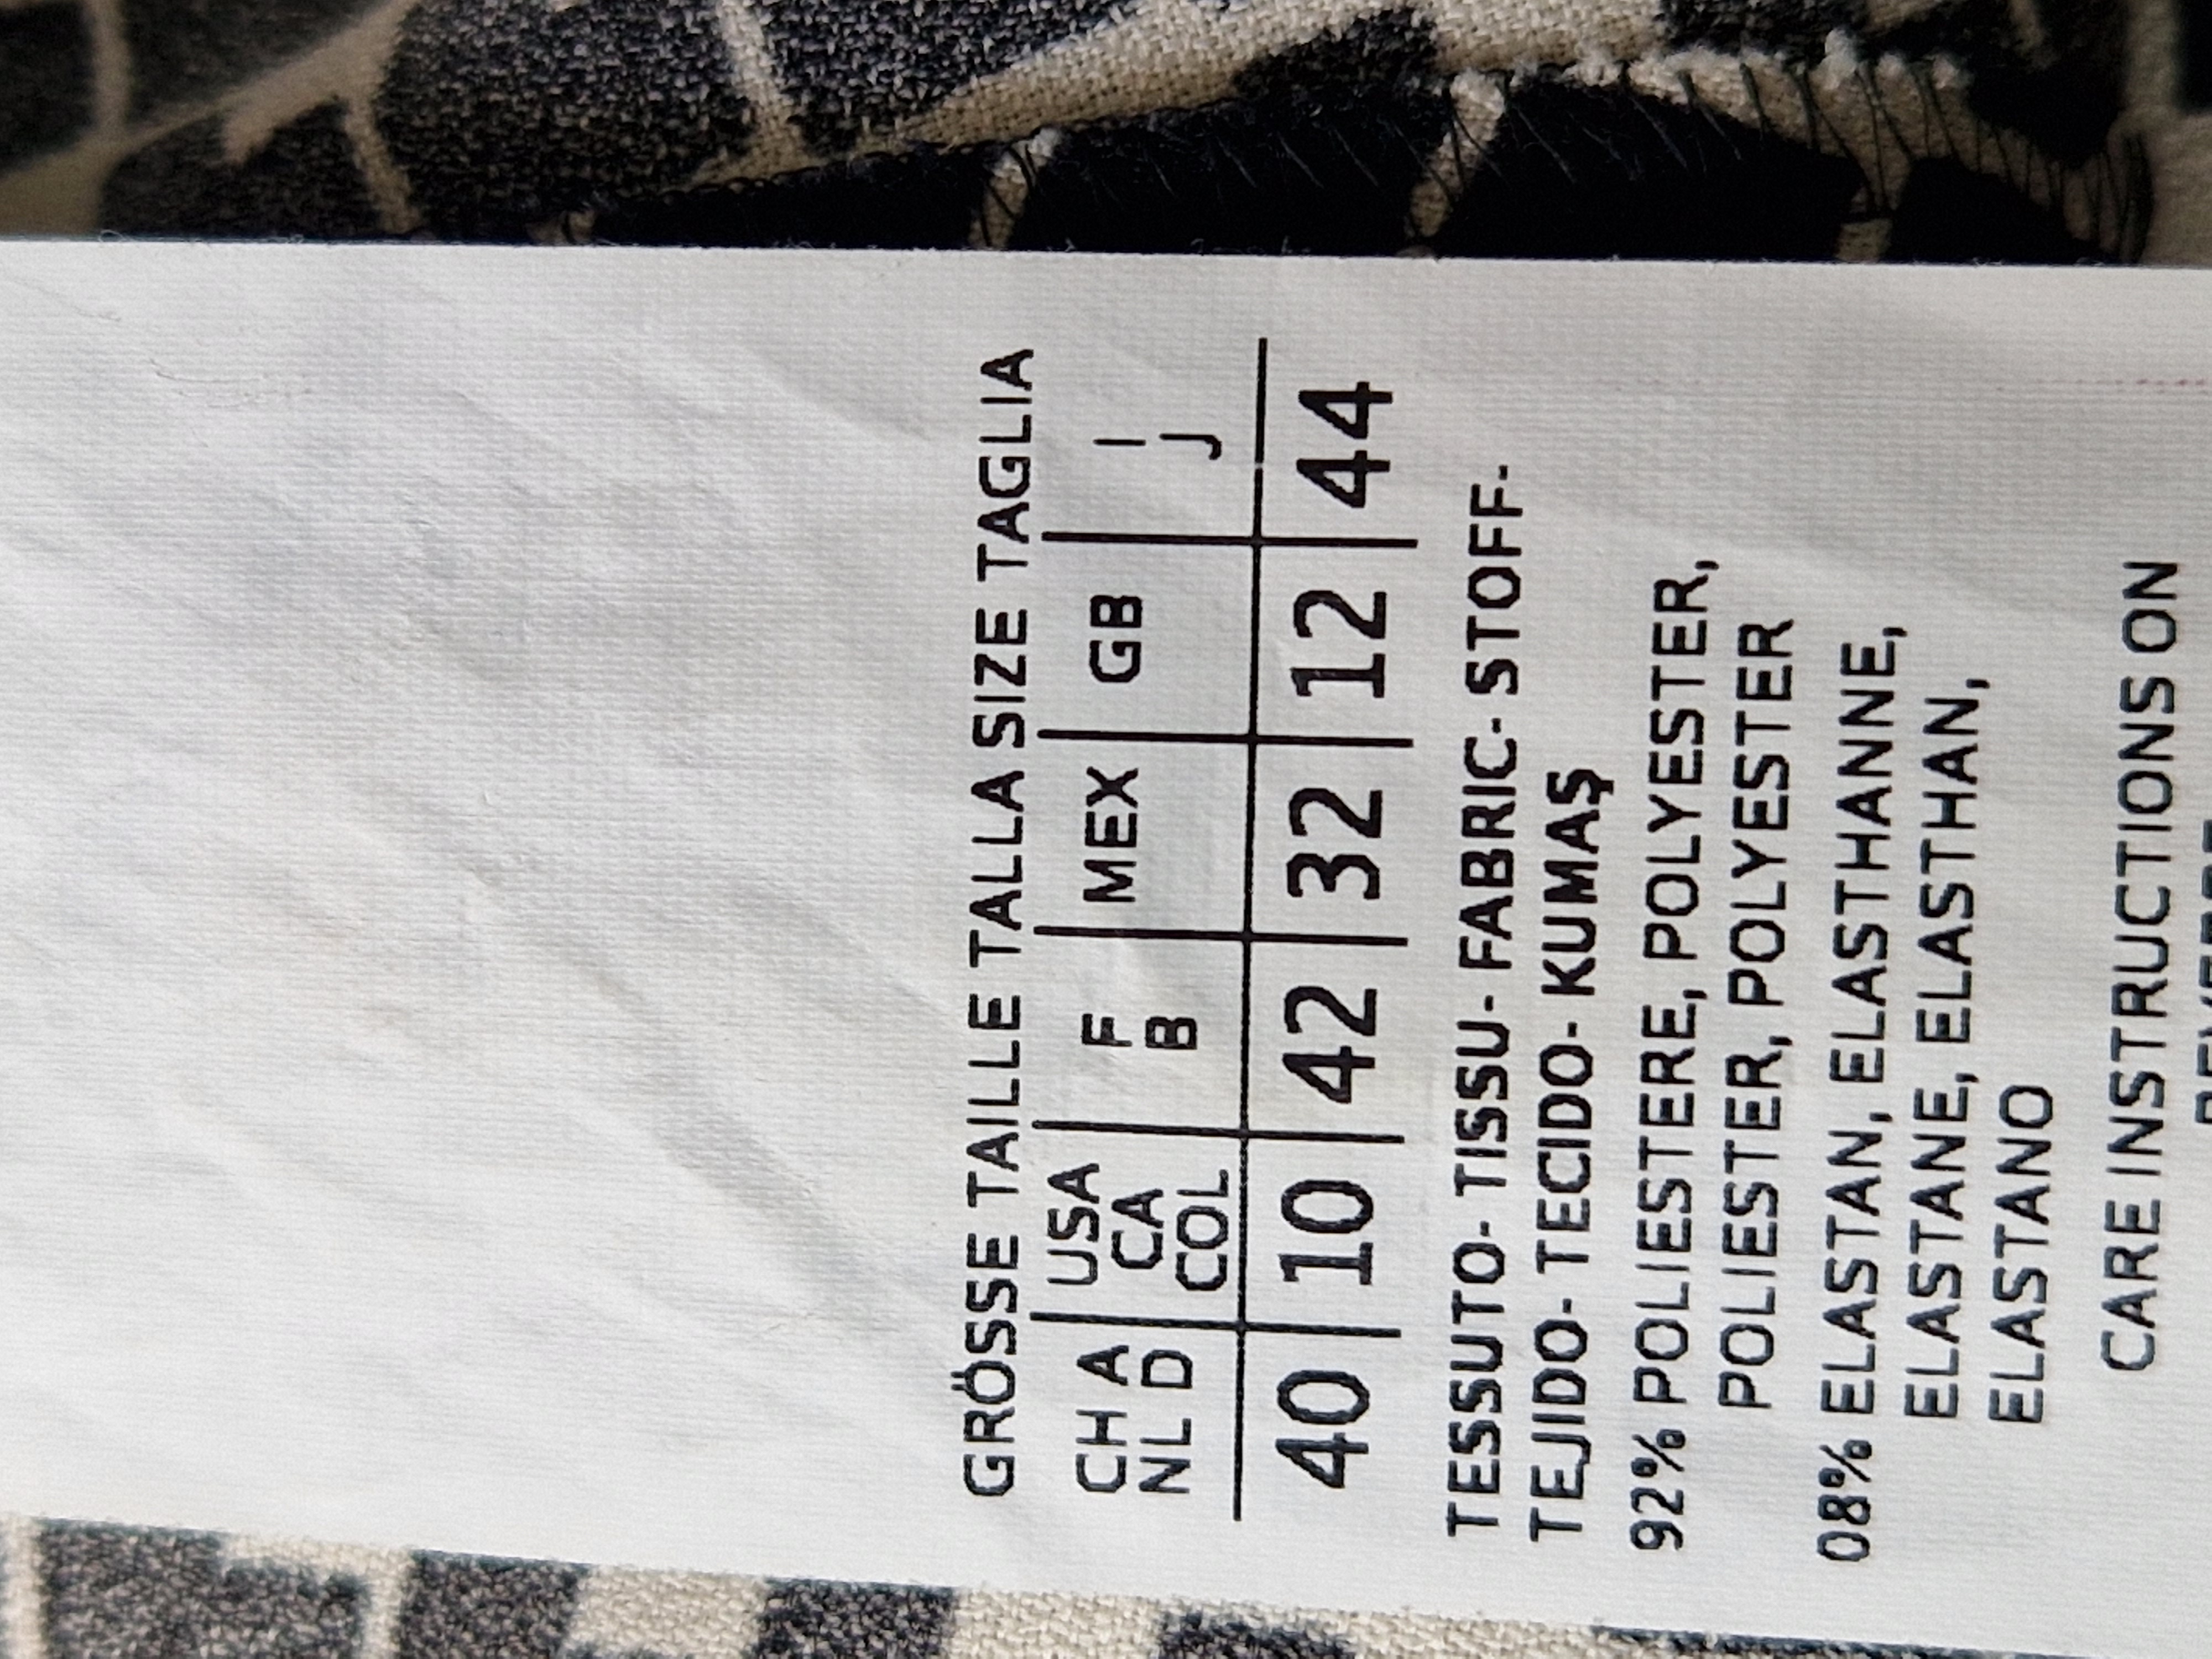 GRÖSSE TAILLE TALLA SIZE TAGLIA
CH A USA F MEX GB I
NL D CA B J
COL
40 10 42 32 12 44
TESSUTO- TISSU- FABRIC- STOFF-
TEJIDO- TECIDO- KUMAŞ
92% POLIESTERE, POLYESTER,
POLIESTER, POLYESTER
08% ELASTAN, ELASTHANNE,
ELASTANE, ELASTHAN,
ELASTANO
CARE INSTRUCTIONS ON